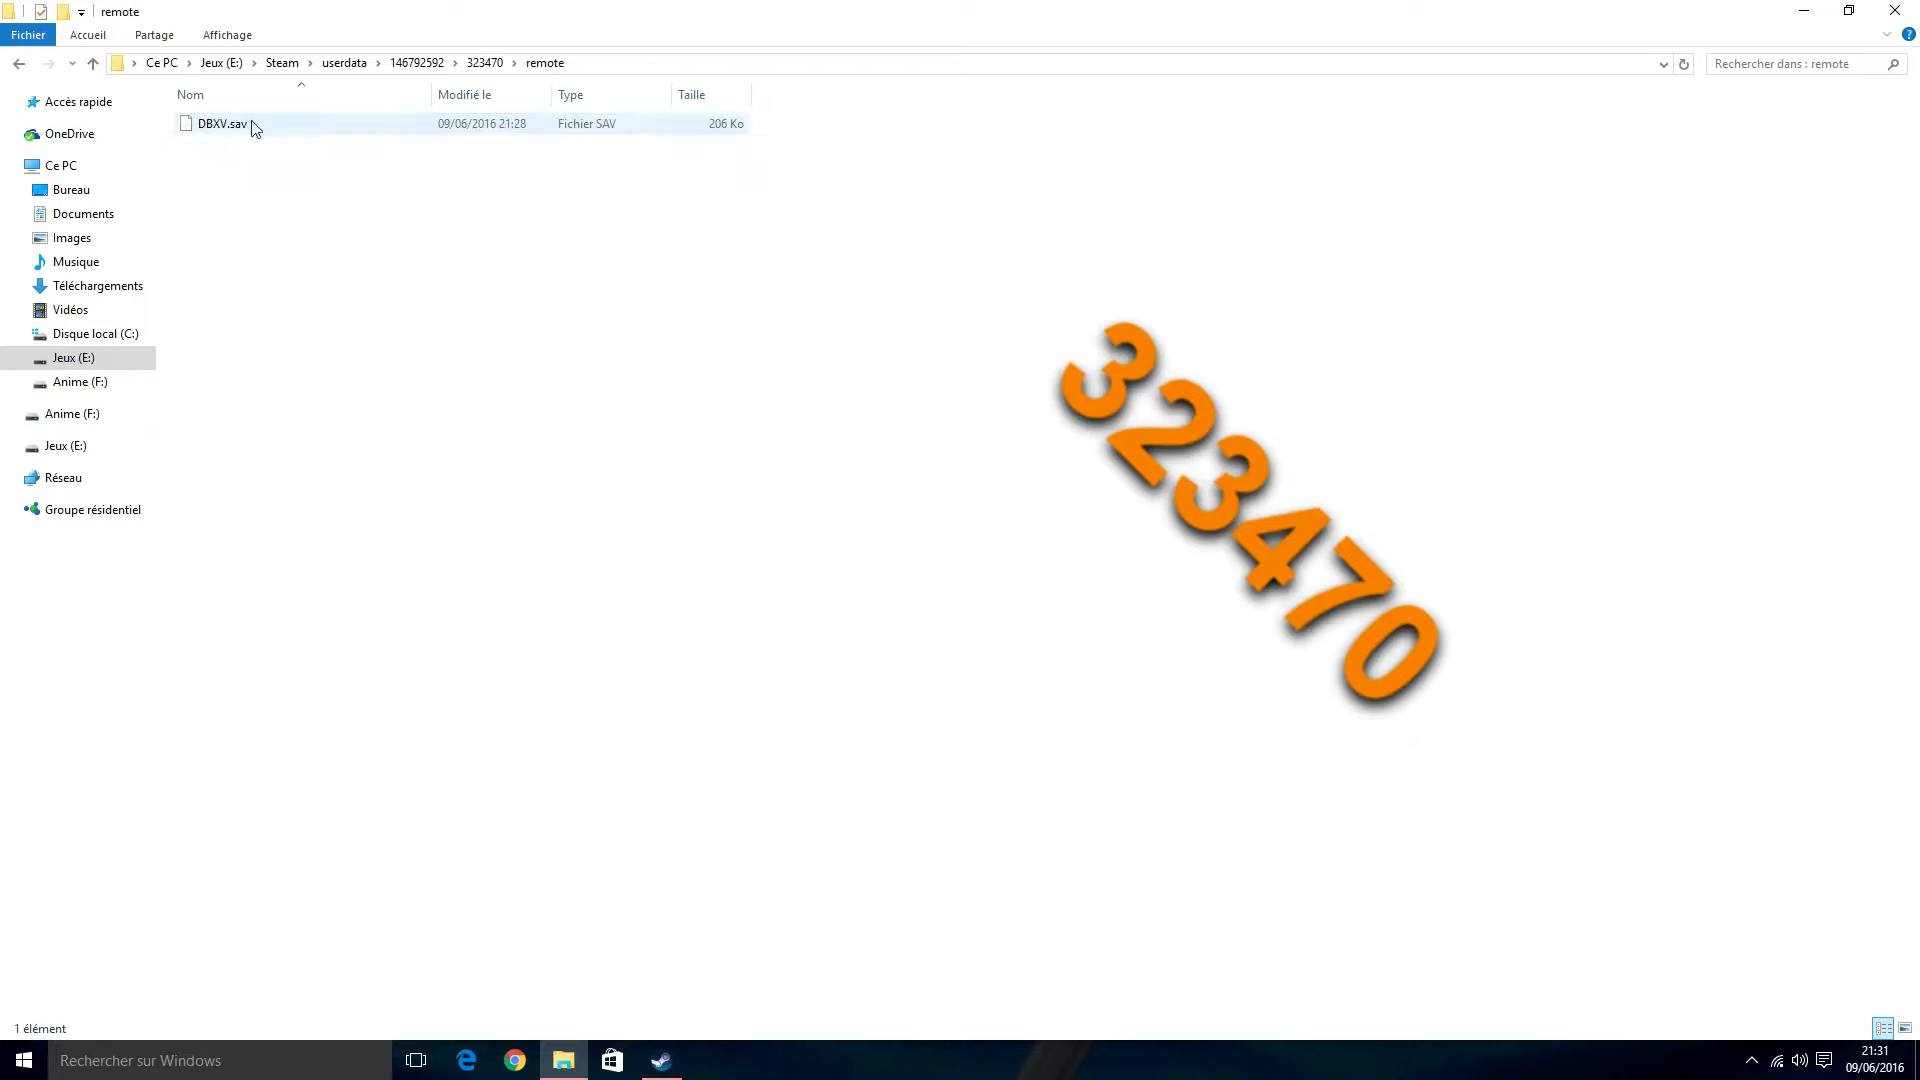 remote
Fichier Accueil Partage Affichage
Ce PC Jeux (E:) Steam userdata 146792592 323470 remote
Rechercher dans : remote
Nom Modifié le Type Taille
DBXV.sav 09/06/2016 21:28 Fichier SAV 206 Ko
Accès rapide
OneDrive
Ce PC
Bureau
Documents
Images
Musique
Téléchargements
Vidéos
Disque local (C:)
Jeux (E:)
Anime (F:)
Anime (F:)
Jeux (E:)
Réseau
Groupe résidentiel
323470
1 élément
Rechercher sur Windows
21:31
09/06/2016